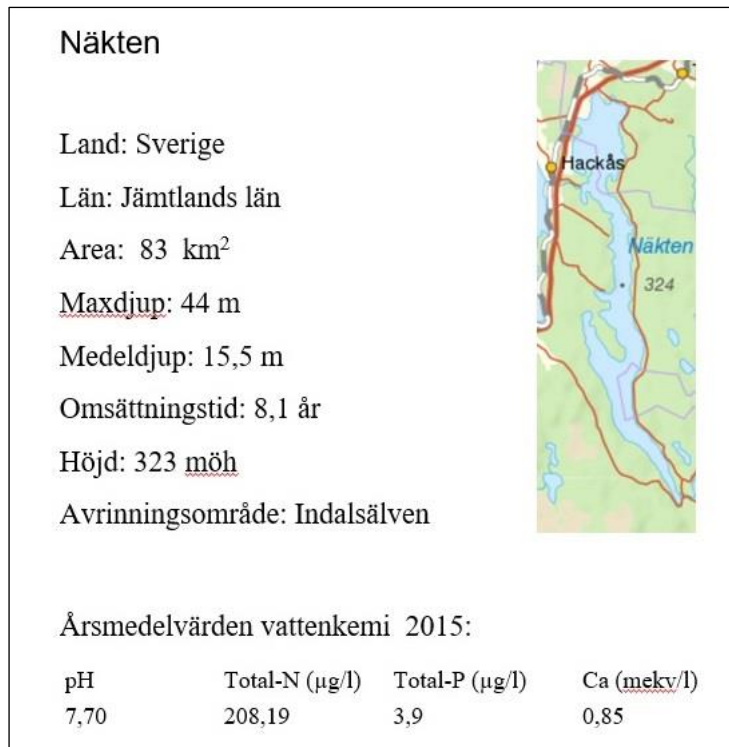 Näkten
Land: Sverige
Län: Jämtlands län
Area: 83 km²
Maxdjup: 44 m
Medeldjup: 15,5 m
Omsättningstid: 8,1 år
Höjd: 323 möh
Avrinningsområde: Indalsälven
Hackås
Näkten
324
Årsmedelvärden vattenkemi 2015:
pH Total-N (µg/l) Total-P (µg/l) Ca (mekv/l)
7,70 208,19 3,9 0,85